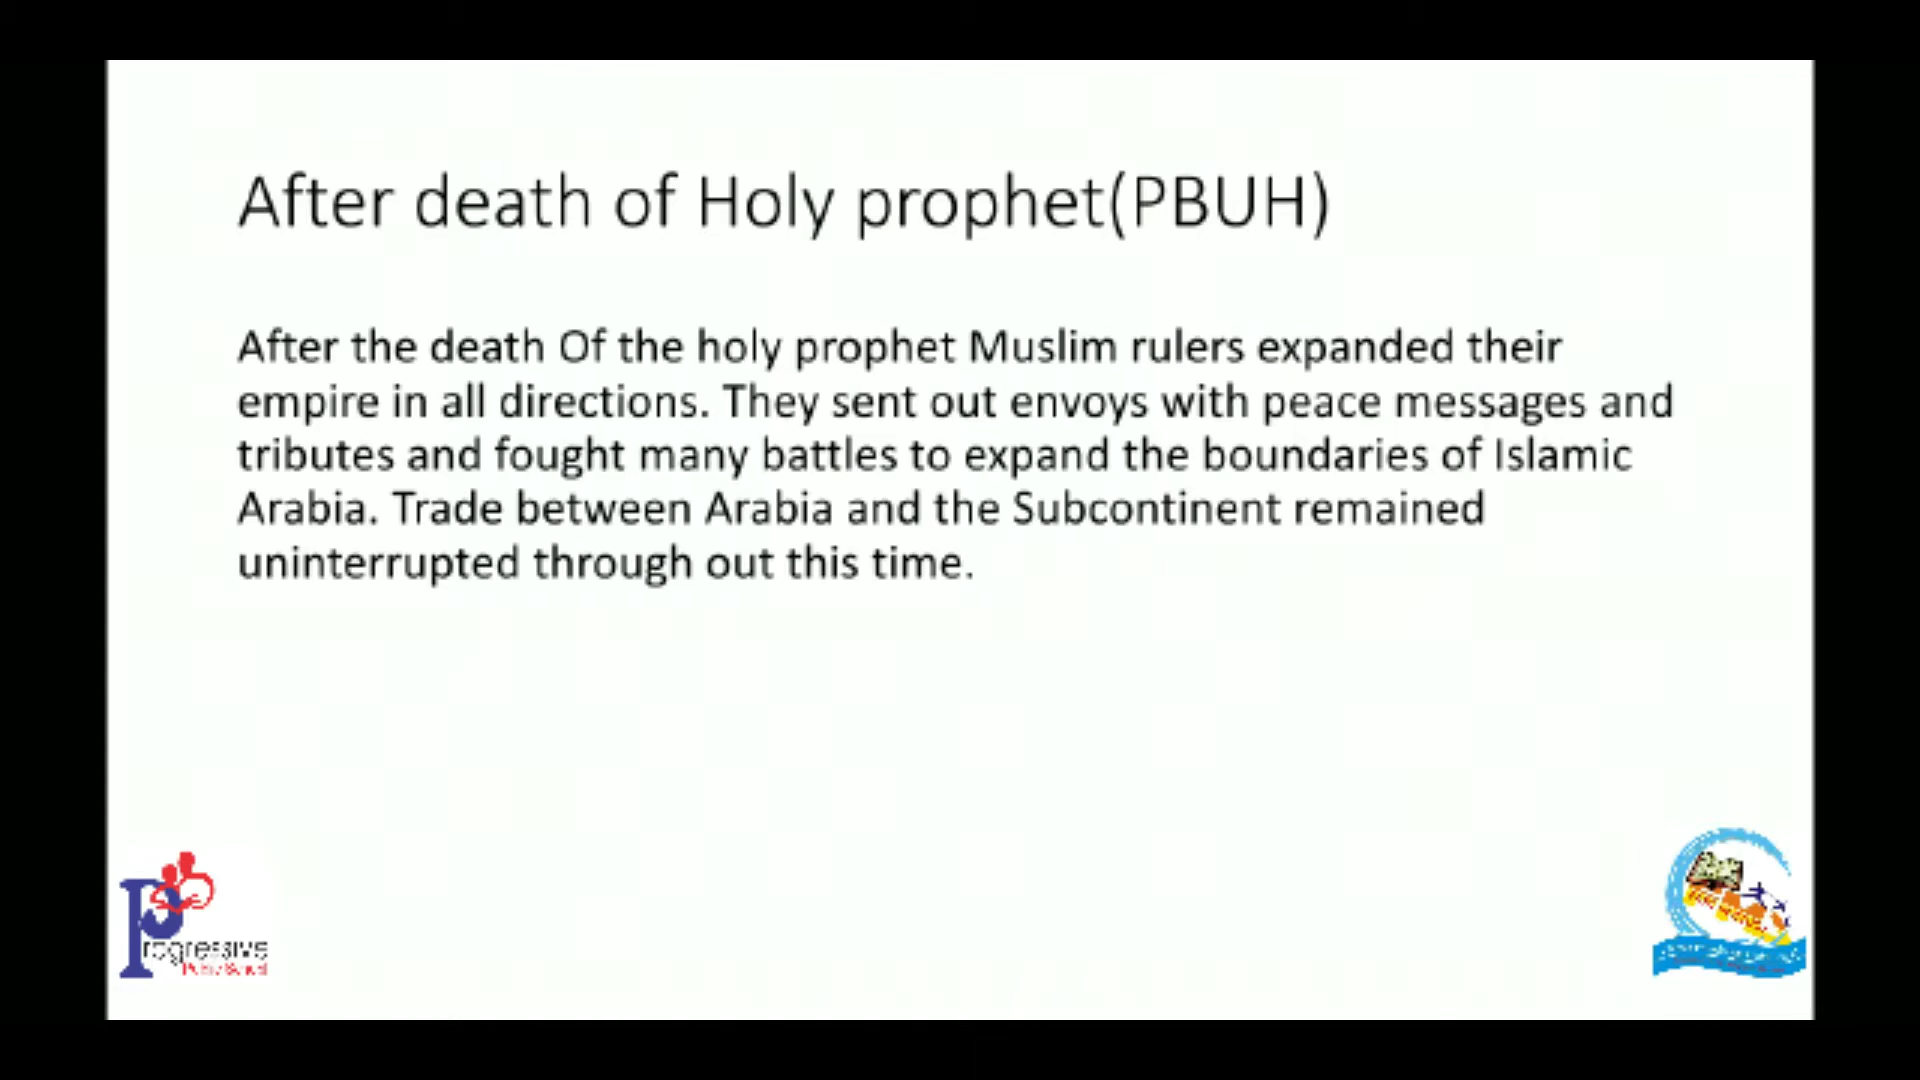 After death of Holy prophet(PBUH)
After the death Of the holy prophet Muslim rulers expanded their
empire in all directions. They sent out envoys with peace messages and
tributes and fought many battles to expand the boundaries of Islamic
Arabia. Trade between Arabia and the Subcontinent remained
uninterrupted through out this time.
Progressive
Public School